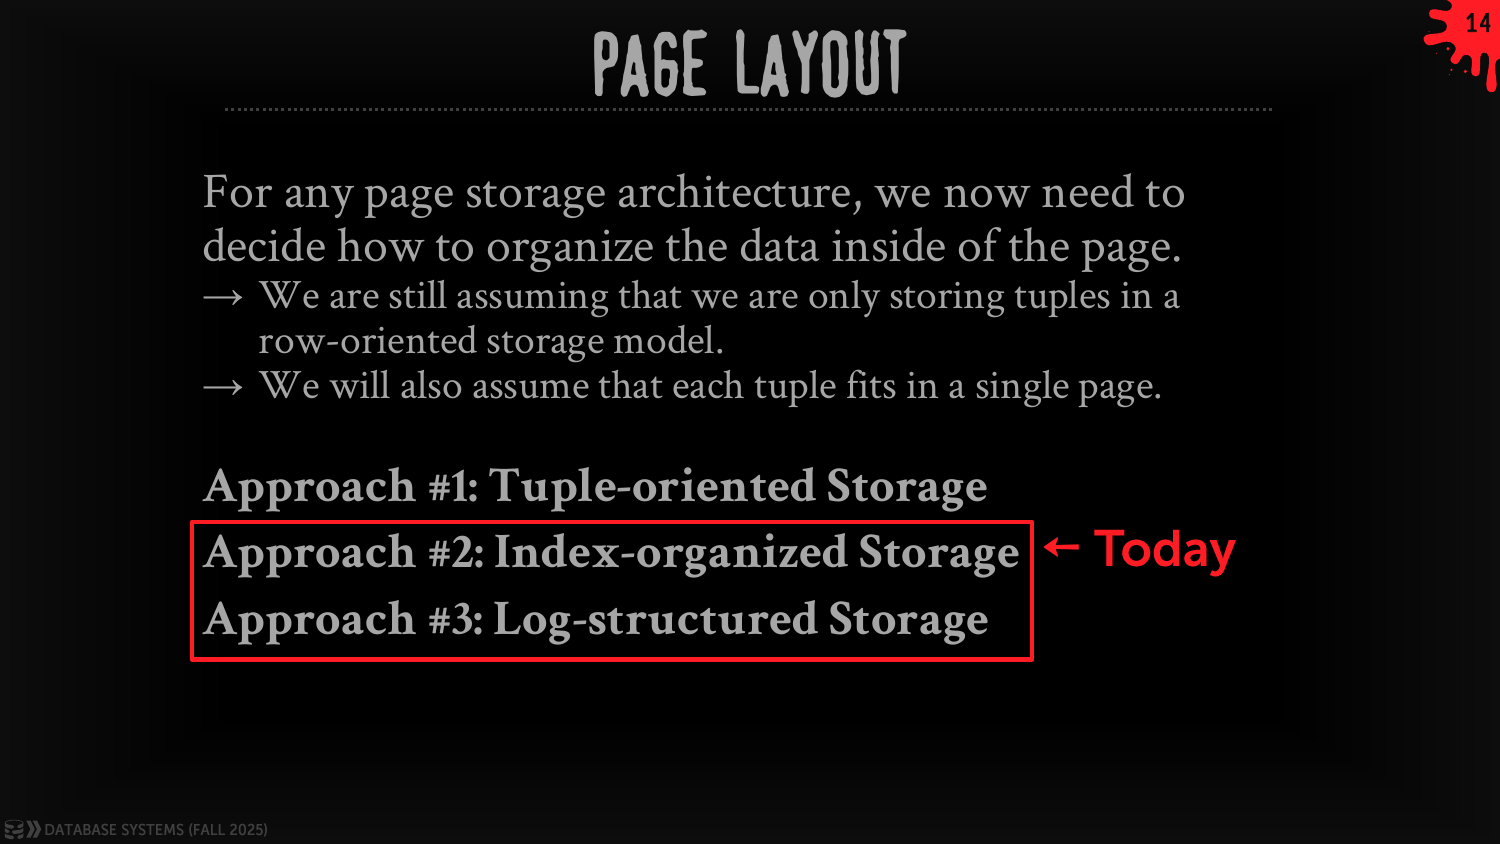 14
PAGE LAYOUT
For any page storage architecture, we now need to
decide how to organize the data inside of the page.
→ We are still assuming that we are only storing tuples in a
row-oriented storage model.
→ We will also assume that each tuple fits in a single page.
Approach #1: Tuple-oriented Storage
Approach #2: Index-organized Storage
← Today
Approach #3: Log-structured Storage
DATABASE SYSTEMS (FALL 2025)